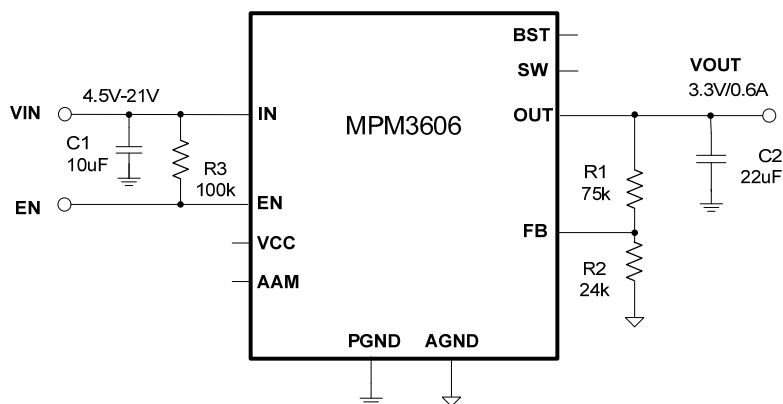 BST
SW
VOUT
3.3V/0.6A
4.5V-21V
VIN
IN
OUT
MPM3606
C1
10uF
R3
100k
R1
75k
C2
22uF
EN
EN
FB
VCC
R2
24k
AAM
PGND
AGND